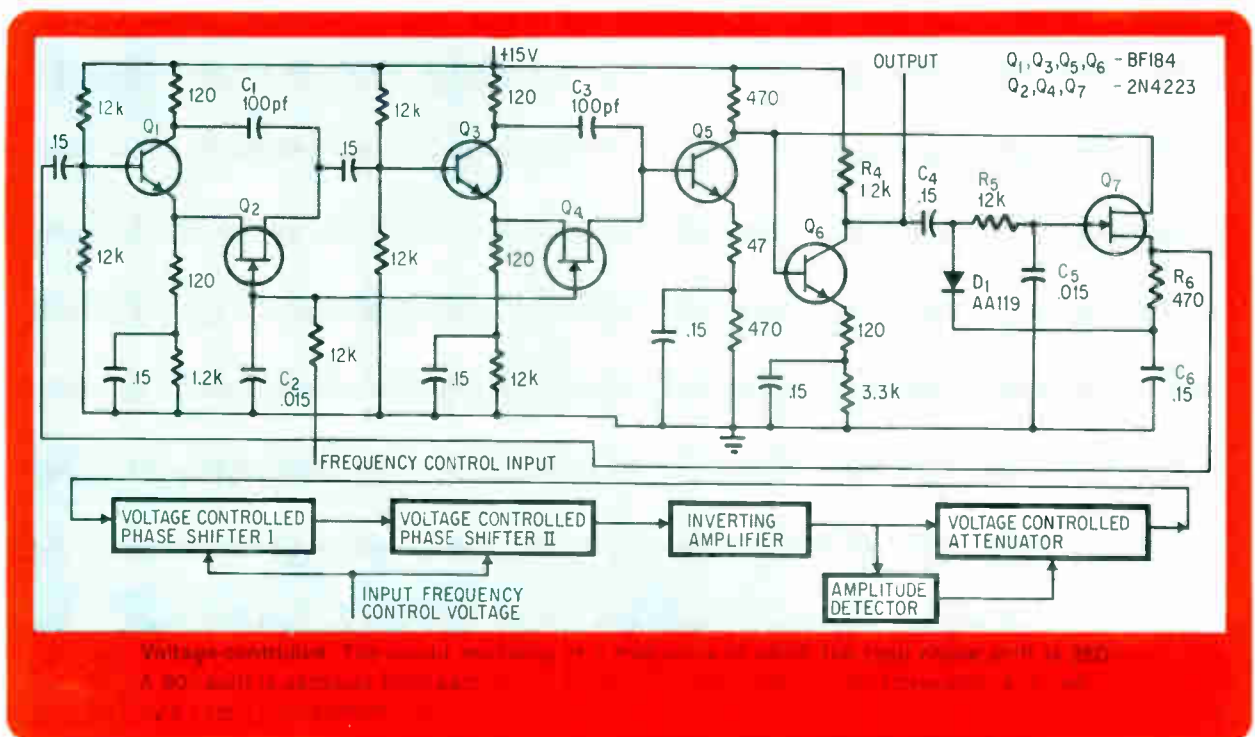 +15V
OUTPUT
Q1,Q3,Q5,Q6 - BF184
Q2,Q4,Q7 - 2N4223
12k
120
C1
100pf
12k
120
C3
100pf
470
.15
Q1
.15
Q3
Q5
R4
1.2k
C4
.15
R5
12k
Q7
Q2
Q4
Q6
12k
120
12k
120
47
D1
AA119
C5
.015
R6
470
.15
1.2k
C2
.015
12k
.15
12k
.15
470
120
.15
3.3k
C6
.15
FREQUENCY CONTROL INPUT
VOLTAGE CONTROLLED
PHASE SHIFTER I
VOLTAGE CONTROLLED
PHASE SHIFTER II
INVERTING
AMPLIFIER
VOLTAGE CONTROLLED
ATTENUATOR
INPUT FREQUENCY
CONTROL VOLTAGE
AMPLITUDE
DETECTOR
Voltage-controlled.